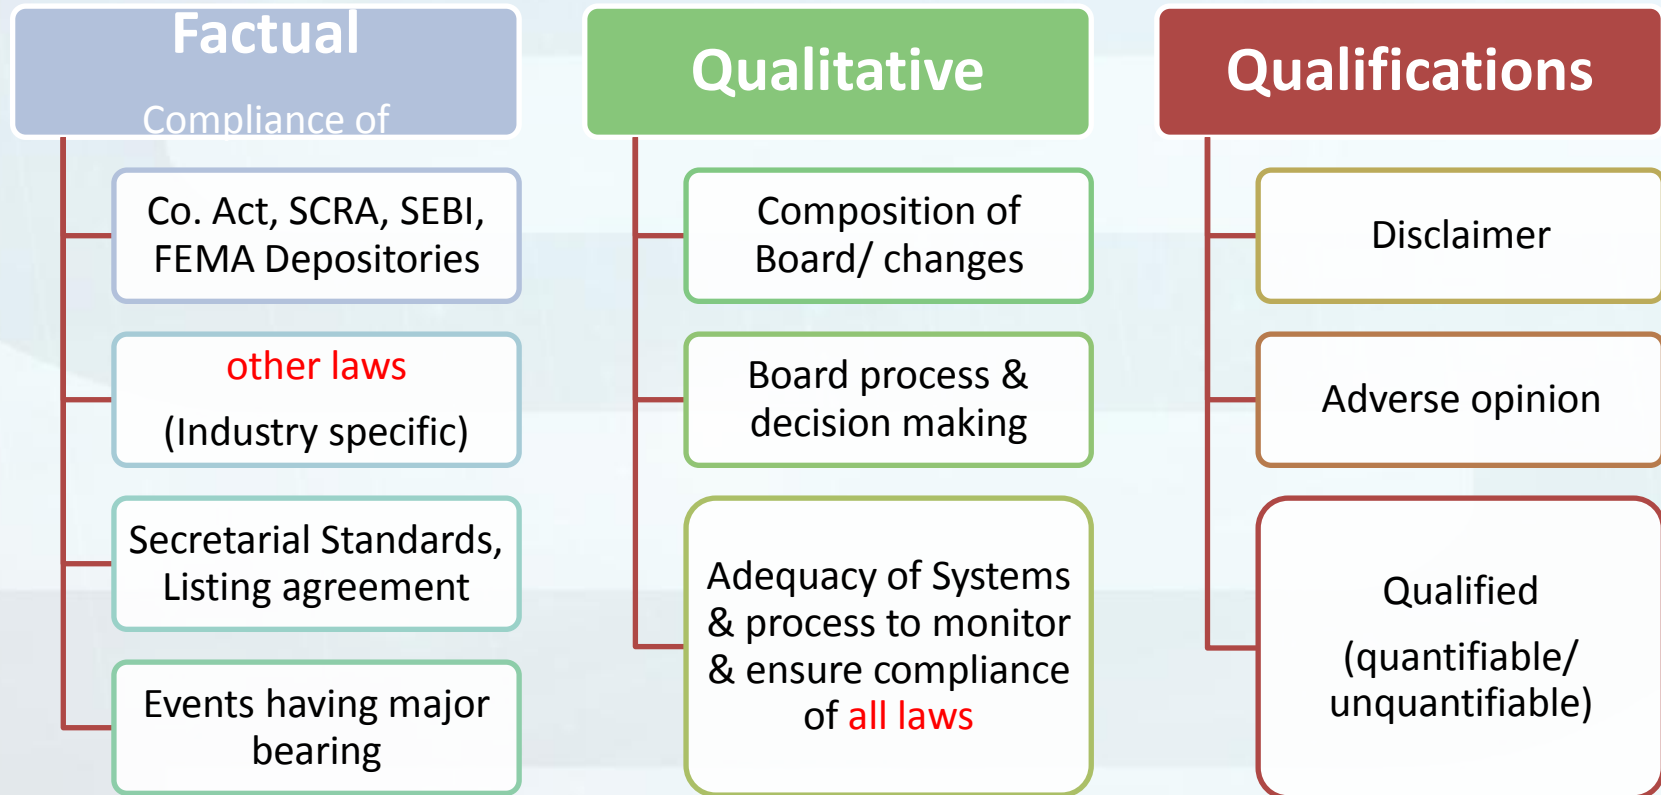 Factual
Compliance of
Co. Act, SCRA, SEBI,
FEMA Depositories
other laws
(Industry specific)
Secretarial Standards,
Listing agreement
Events having major
bearing
Qualitative
Composition of
Board/ changes
Board process &
decision making
Adequacy of Systems
& process to monitor
& ensure compliance
of all laws
Qualifications
Disclaimer
Adverse opinion
Qualified
(quantifiable/
unquantifiable)